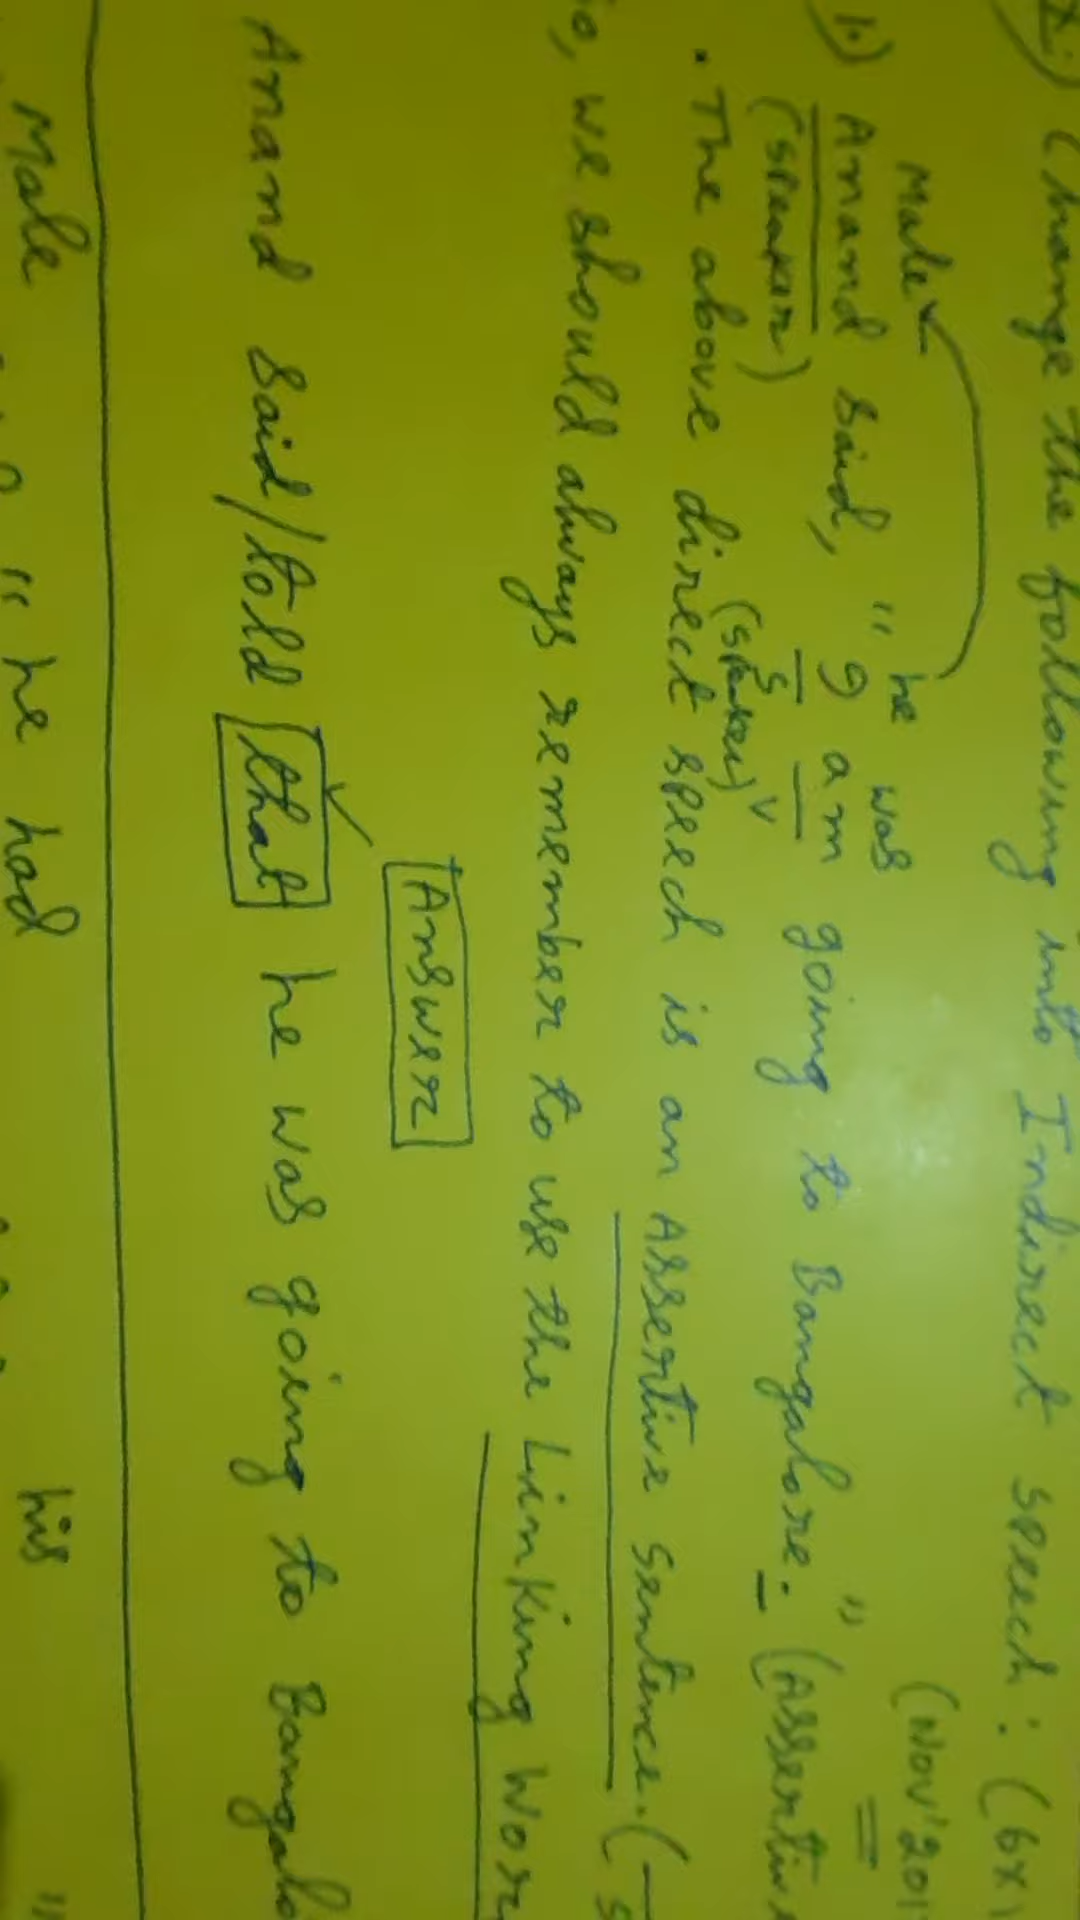 Change the following into Indirect speech : (6x1
(Nov'201
Male he was
1.) Anand said, "I am going to Bangalore." (Assertive
(speaker) S (speaker) V
. The above direct speech is an Assertive sentence. (
we should always remember to use the Linking Wor
Answer
Anand said/told that he was going to Bangalo
Male "he had his "